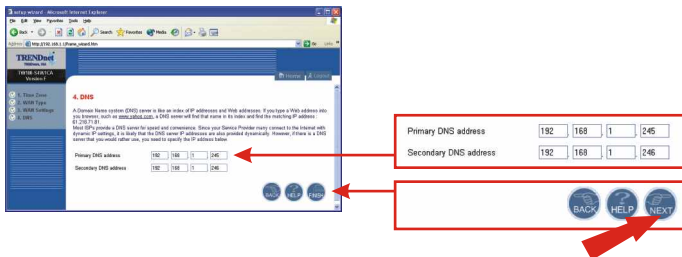 setup wizard - Microsoft Internet Explorer
File Edit View Favorites Tools Help
Back Search Favorites Media
Address http://192.168.1.1/frame_wizard.htm Go Links
TRENDnet
TRENDware, USA
TW100-S4W1CA
Version F
Home Logout
1. Time Zone
2. WAN Type
3. WAN Settings
4. DNS
4. DNS
A Domain Name system (DNS) server is like an index of IP addresses and Web addresses. If you type a Web address into
you browser, such as www.yahoo.com, a DNS server will find that name in its index and find the matching IP address :
61.218.71.81.
Most ISPs provide a DNS server for speed and convenience. Since your Service Provider many connect to the Internet with
dynamic IP settings, it is likely that the DNS server IP addresses are also provided dynamically. However, if there is a DNS
server that you would rather use, you need to specify the IP address below
Primary DNS address 192 . 168 . 1 . 245
Secondary DNS address 192 . 168 . 1 . 246
BACK HELP FINISH
Primary DNS address 192 . 168 . 1 . 245
Secondary DNS address 192 . 168 . 1 . 246
BACK HELP NEXT